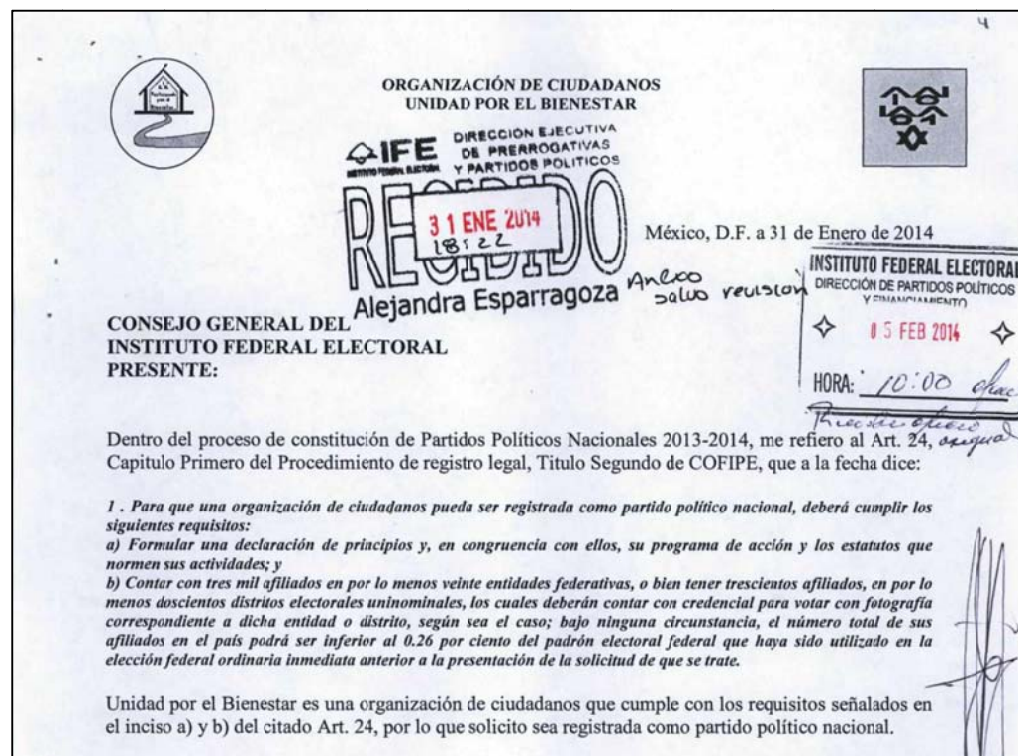 4
ORGANIZACIÓN DE CIUDADANOS
UNIDAD POR EL BIENESTAR
IFE
INSTITUTO FEDERAL ELECTORAL
DIRECCIÓN EJECUTIVA
DE PRERROGATIVAS
Y PARTIDOS POLITICOS
RECIBIDO
31 ENE 2014
18:22
Alejandra Esparragoza
México, D.F. a 31 de Enero de 2014
Anexo
salvo revisión
INSTITUTO FEDERAL ELECTORAL
DIRECCIÓN DE PARTIDOS POLITICOS
Y FINANCIAMIENTO
05 FEB 2014
HORA: 10:00
original
CONSEJO GENERAL DEL
INSTITUTO FEDERAL ELECTORAL
PRESENTE:
Dentro del proceso de constitución de Partidos Políticos Nacionales 2013-2014, me refiero al Art. 24,
Capitulo Primero del Procedimiento de registro legal, Titulo Segundo de COFIPE, que a la fecha dice:
1 . Para que una organización de ciudadanos pueda ser registrada como partido político nacional, deberá cumplir los
siguientes requisitos:
a) Formular una declaración de principios y, en congruencia con ellos, su programa de acción y los estatutos que
normen sus actividades; y
b) Contar con tres mil afiliados en por lo menos veinte entidades federativas, o bien tener trescientos afiliados, en por lo
menos doscientos distritos electorales uninominales, los cuales deberán contar con credencial para votar con fotografía
correspondiente a dicha entidad o distrito, según sea el caso; bajo ninguna circunstancia, el número total de sus
afiliados en el país podrá ser inferior al 0.26 por ciento del padrón electoral federal que haya sido utilizado en la
elección federal ordinaria inmediata anterior a la presentación de la solicitud de que se trate.
Unidad por el Bienestar es una organización de ciudadanos que cumple con los requisitos señalados en
el inciso a) y b) del citado Art. 24, por lo que solicito sea registrada como partido político nacional.